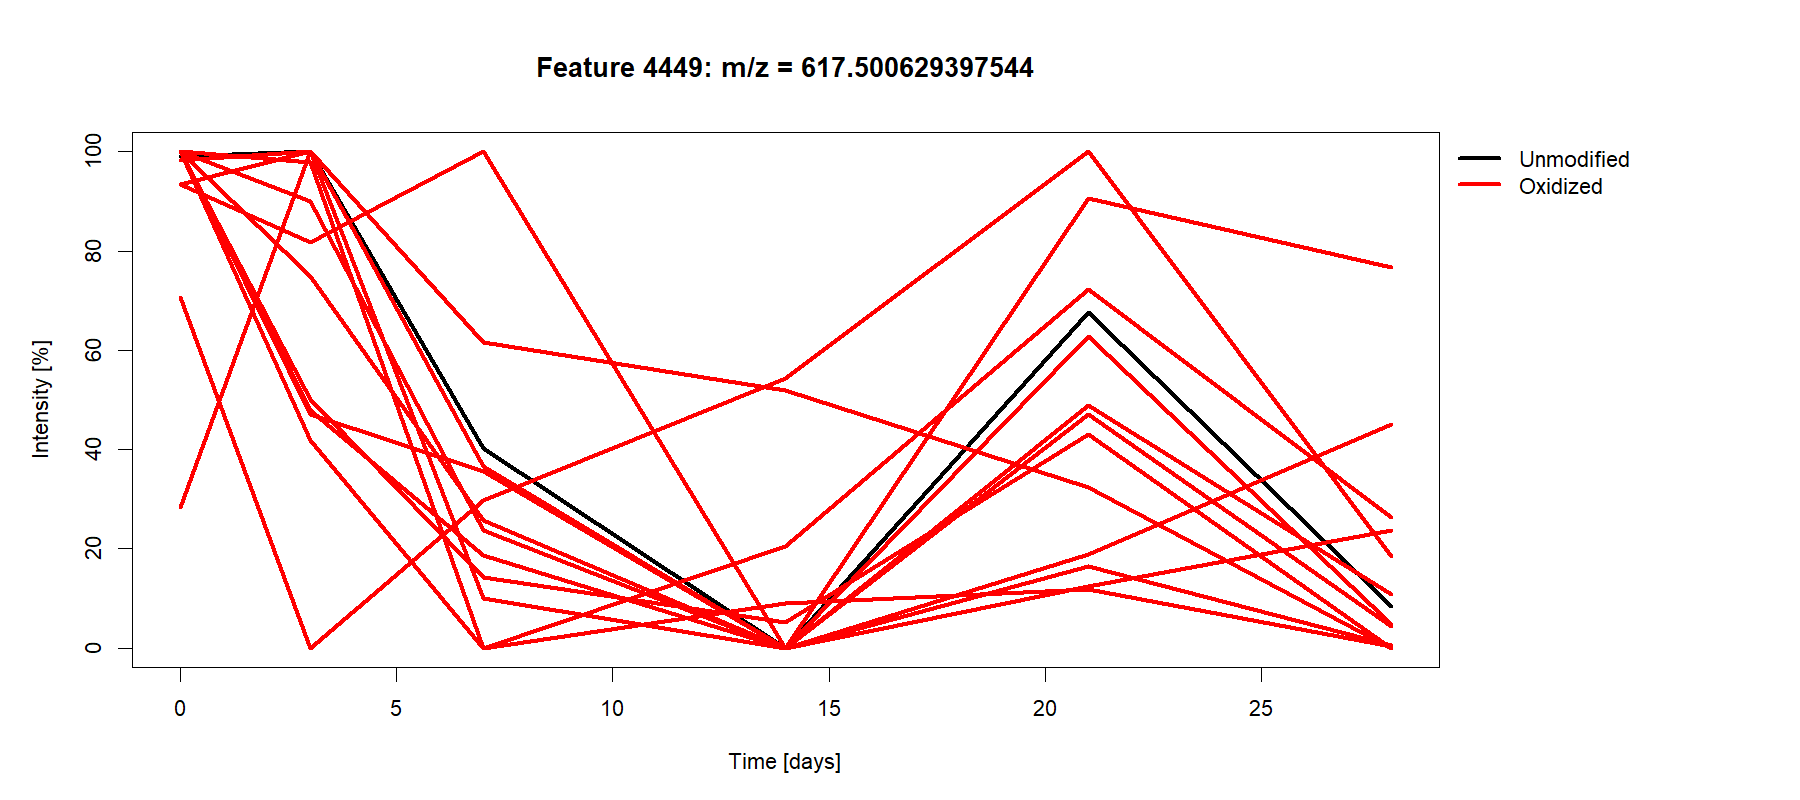 Feature 4449: m/z = 617.500629397544
Unmodified
Oxidized
100
80
60
40
20
0
Intensity [%]
0 5 10 15 20 25
Time [days]